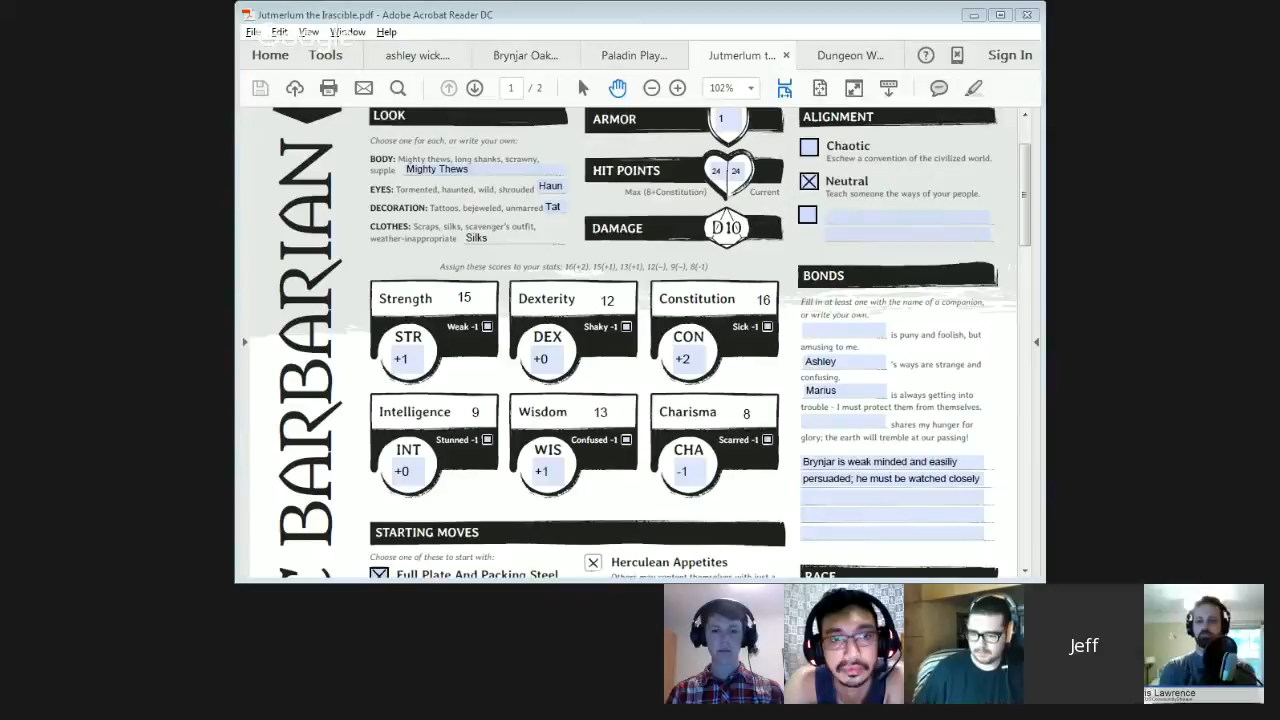 Jutmerlum the Irascible.pdf - Adobe Acrobat Reader DC
File Edit View Window Help
Google
Home Tools ashley wick.... Brynjar Oak... Paladin Play... Jutmerlum t... × Dungeon W... Sign In
1 / 2 102%
BARBARIAN
LOOK
Choose one for each, or write your own:
BODY: Mighty thews, long shanks, scrawny,
supple Mighty Thews
EYES: Tormented, haunted, wild, shrouded Haun
DECORATION: Tattoos, bejeweled, unmarred Tat
CLOTHES: Scraps, silks, scavenger's outfit,
weather-inappropriate Silks
ARMOR 1
HIT POINTS 24 24
Max (8+Constitution) Current
DAMAGE D10
Assign these scores to your stats: 16(+2), 15(+1), 13(+1), 12(–), 9(–), 8(-1)
Strength 15
Weak -1
STR
+1
Dexterity 12
Shaky -1
DEX
+0
Constitution 16
Sick -1
CON
+2
Intelligence 9
Stunned -1
INT
+0
Wisdom 13
Confused -1
WIS
+1
Charisma 8
Scarred -1
CHA
-1
STARTING MOVES
Choose one of these to start with:
Full Plate And Packing Steel
Herculean Appetites
Others may content themselves with just a
ALIGNMENT
Chaotic
Eschew a convention of the civilized world.
Neutral
Teach someone the ways of your people.
BONDS
Fill in at least one with the name of a companion,
or write your own.
is puny and foolish, but
amusing to me.
Ashley 's ways are strange and
confusing.
Marius is always getting into
trouble - I must protect them from themselves.
shares my hunger for
glory; the earth will tremble at our passing!
Brynjar is weak minded and easiliy
persuaded; he must be watched closely
RACE
Jeff
is Lawrence